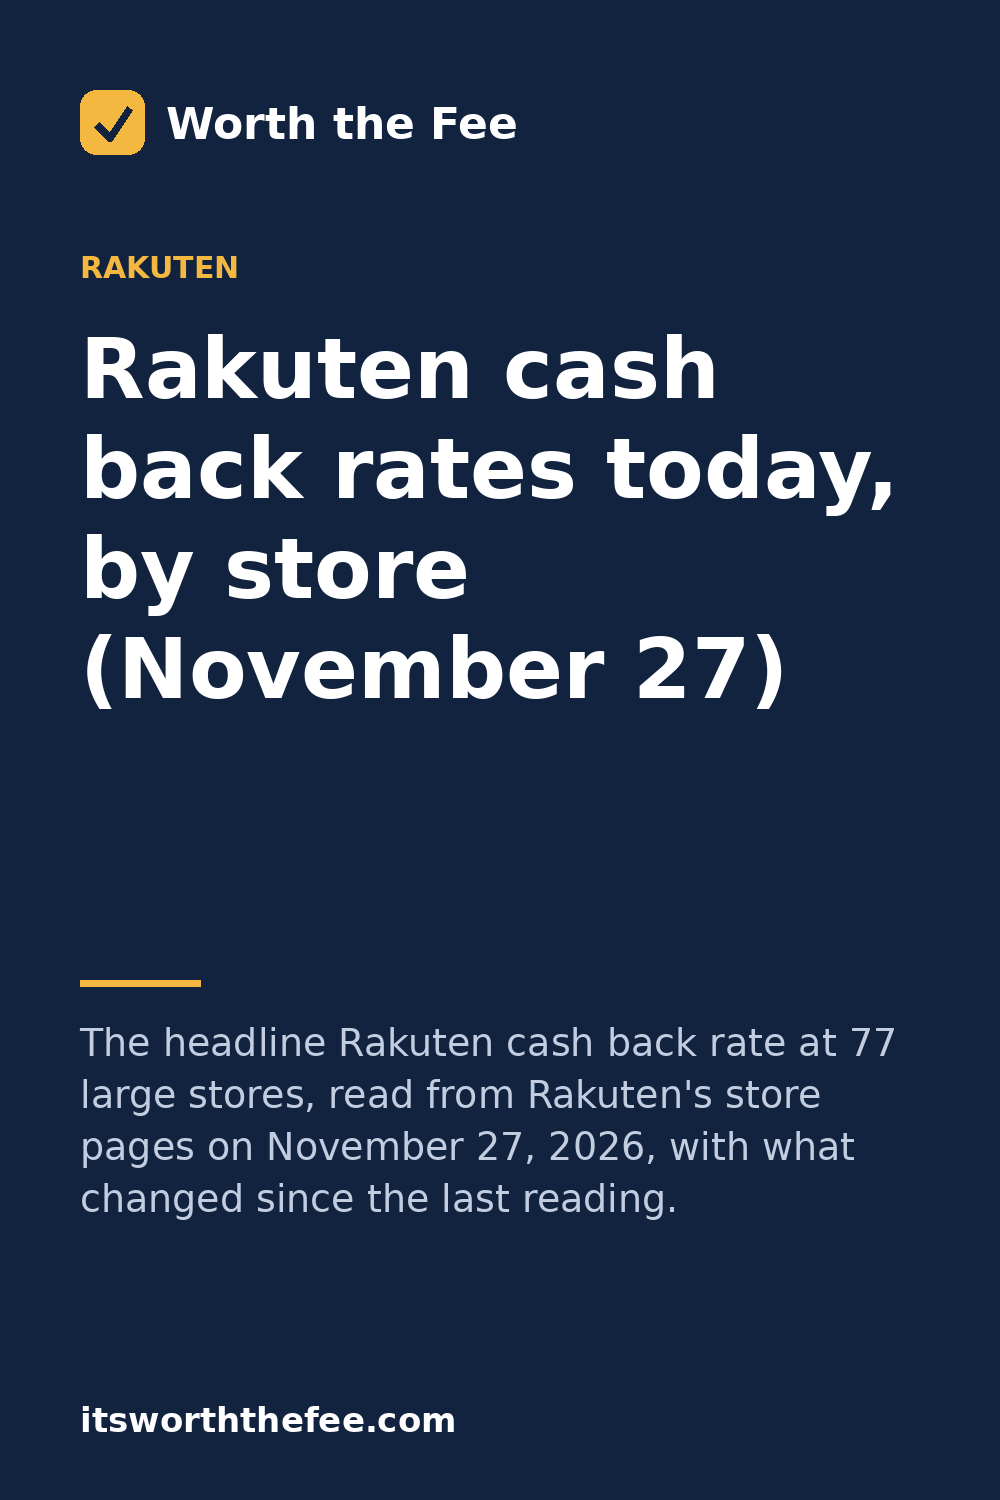 Worth the Fee
RAKUTEN
Rakuten cash
back rates today,
by store
(November 27)
The headline Rakuten cash back rate at 77
large stores, read from Rakuten's store
pages on November 27, 2026, with what
changed since the last reading.
itsworththefee.com